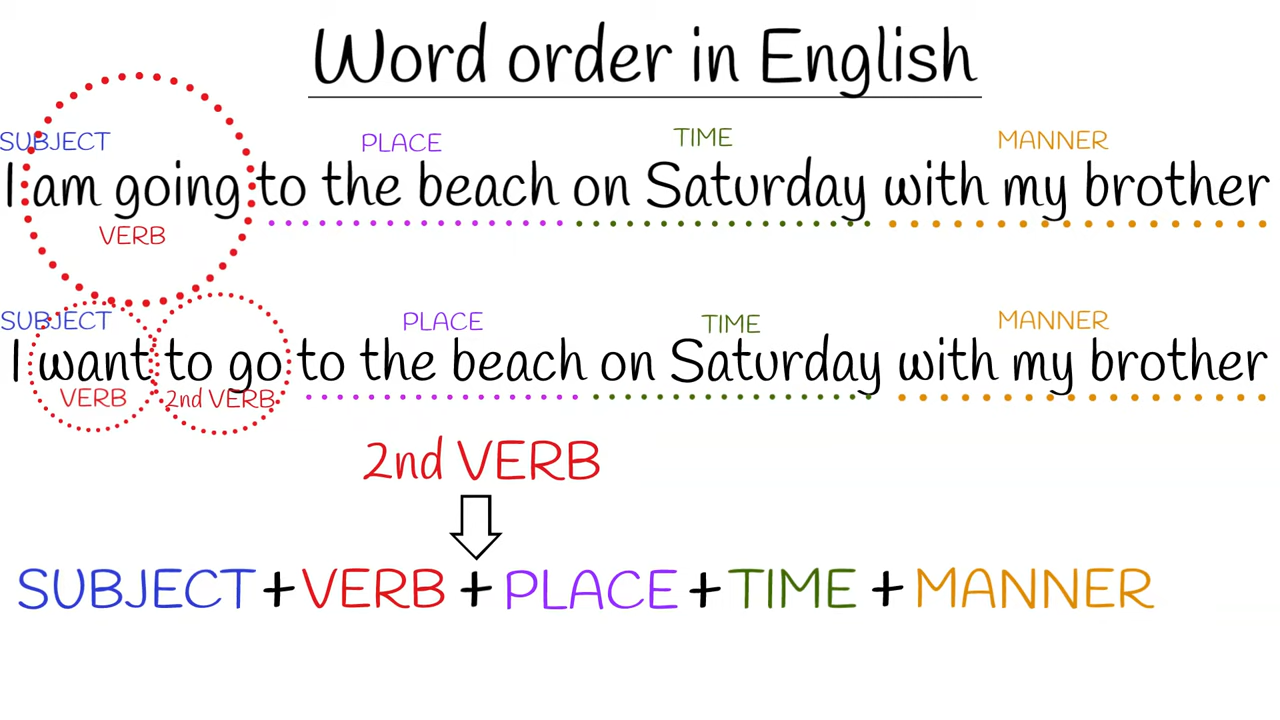 Word order in English
SUBJECT PLACE TIME MANNER
I am going to the beach on Saturday with my brother
VERB
SUBJECT PLACE TIME MANNER
I want to go to the beach on Saturday with my brother
VERB 2nd VERB
2nd VERB
SUBJECT + VERB + PLACE + TIME + MANNER